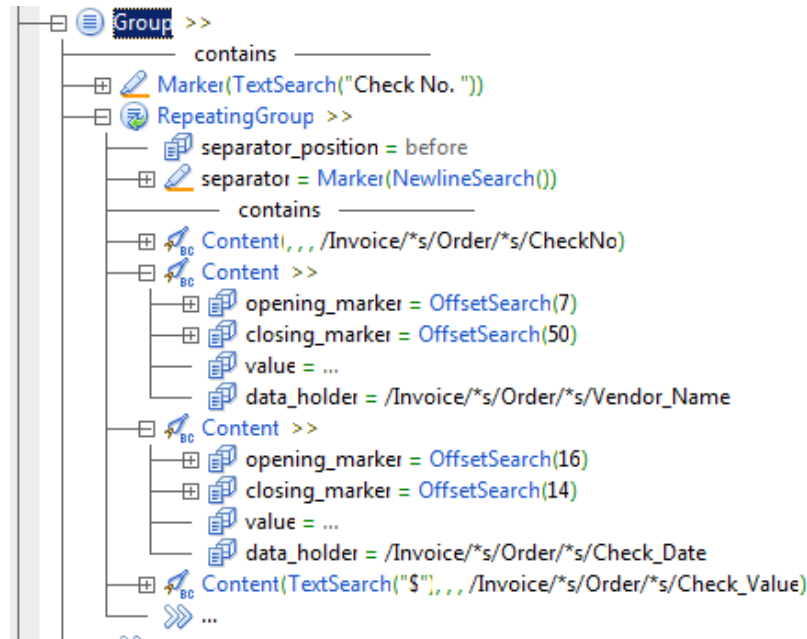 Group >>
contains
Marker(TextSearch("Check No. "))
RepeatingGroup >>
separator_position = before
separator = Marker(NewlineSearch())
contains
Content(, , , /Invoice/*s/Order/*s/CheckNo)
Content >>
opening_marker = OffsetSearch(7)
closing_marker = OffsetSearch(50)
value = ...
data_holder = /Invoice/*s/Order/*s/Vendor_Name
Content >>
opening_marker = OffsetSearch(16)
closing_marker = OffsetSearch(14)
value = ...
data_holder = /Invoice/*s/Order/*s/Check_Date
Content(TextSearch("$"), , , /Invoice/*s/Order/*s/Check_Value)
...